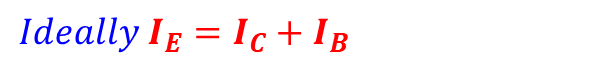 Ideally I_E = I_C + I_B